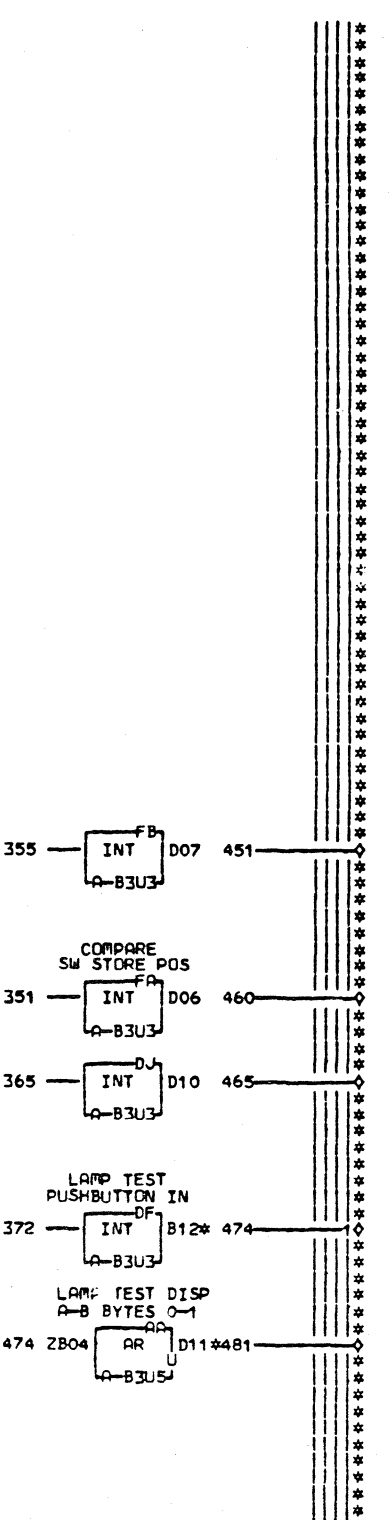 FB
355 INT D07 451
A-B3U3
COMPARE
SW STORE POS
FA
351 INT D06 460
A-B3U3
DJ
365 INT D10 465
A-B3U3
LAMP TEST
PUSHBUTTON IN
DF
372 INT B12* 474 1
A-B3U3
LAMP TEST DISP
A-B BYTES 0-1
AA
474 ZB04 AR D11*481
U
A-B3U5